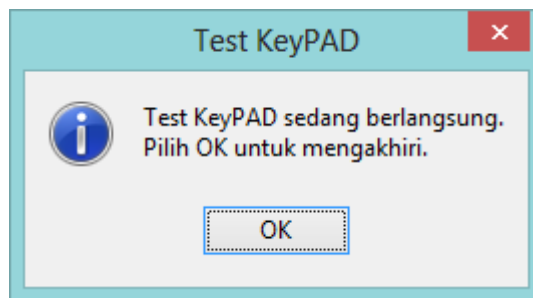 Test KeyPAD
Test KeyPAD sedang berlangsung.
Pilih OK untuk mengakhiri.
OK